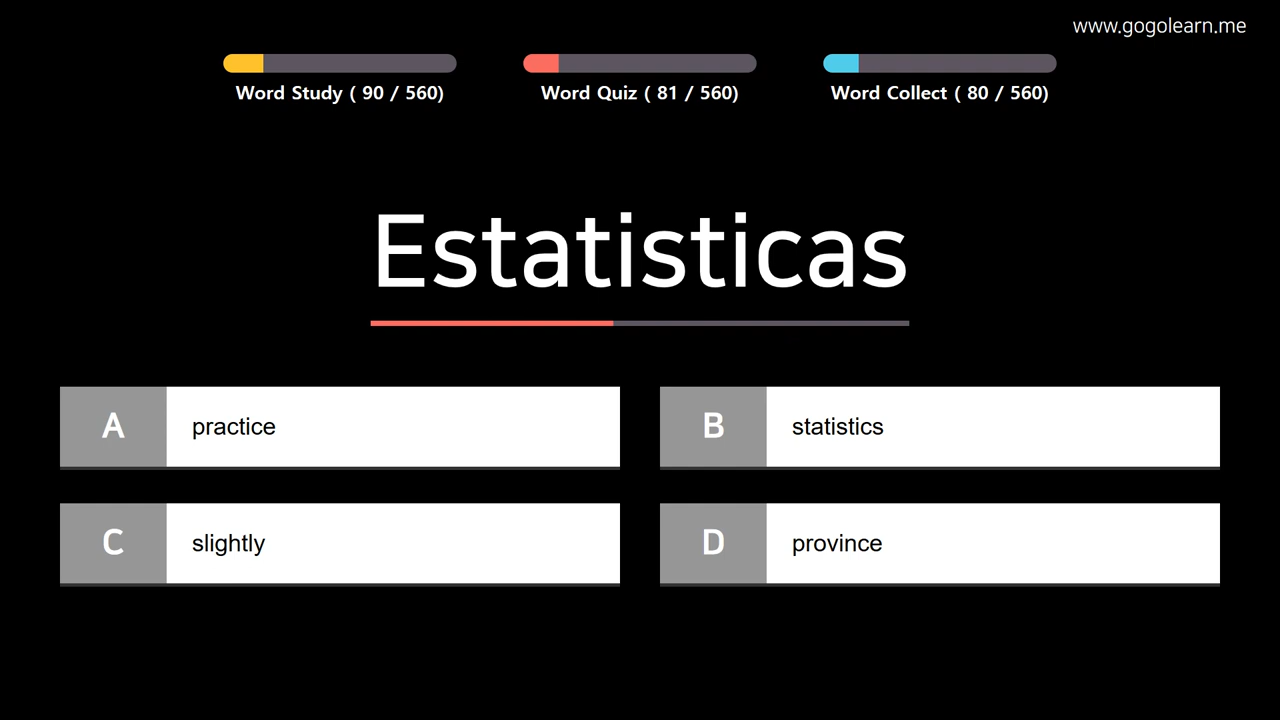 www.gogolearn.me
Word Study ( 90 / 560)
Word Quiz ( 81 / 560)
Word Collect ( 80 / 560)
Estatisticas
A practice
B statistics
C slightly
D province